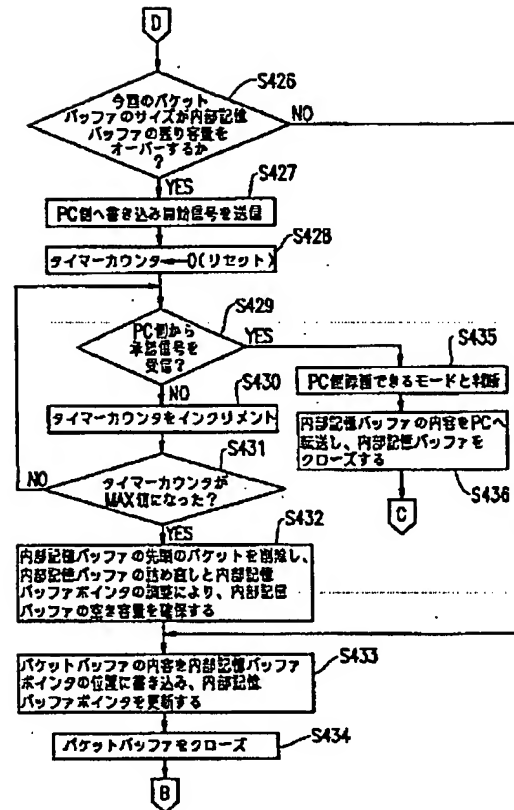 D
S426
今回のパケット
バッファのサイズが内部記憶
バッファの残り容量を
オーバーするか
?
NO
YES
S427
PC側へ書き込み開始信号を送信
S428
タイマーカウンタ←0(リセット)
S429
PC側から
承認信号を
受信?
YES
NO
S430
タイマーカウンタをインクリメント
S431
タイマーカウンタが
MAX値になった?
NO
YES
S435
PC側存在できるモードと判断
内部記憶バッファの内容をPCへ
転送し、内部記憶バッファを
クローズする
S436
C
S432
内部記憶バッファの先頭のパケットを削除し、
内部記憶バッファの詰め直しと内部記憶
バッファポインタの調整により、内部記憶
バッファの空き容量を確保する
S433
パケットバッファの内容を内部記憶バッファ
ポインタの位置に書き込み、内部記憶
バッファポインタを更新する
S434
パケットバッファをクローズ
B